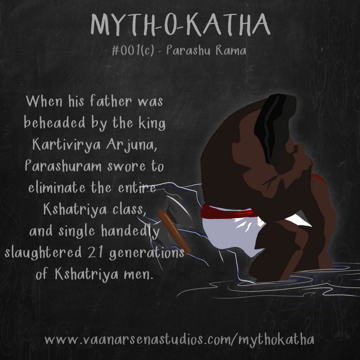 MYTH-O-KATHA
#001(c) - Parashu Rama
When his father was
beheaded by the king
Kartivirya Arjuna,
Parashuram swore to
eliminate the entire
Kshatriya class,
and single handedly
slaughtered 21 generations
of Kshatriya men.
www.vaanarsenastudios.com/mythokatha